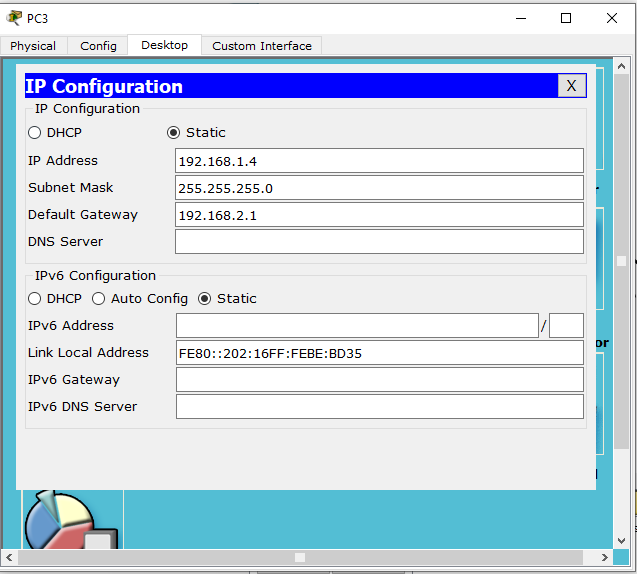 PC3
Physical Config Desktop Custom Interface
IP Configuration X
IP Configuration
DHCP Static
IP Address 192.168.1.4
Subnet Mask 255.255.255.0
Default Gateway 192.168.2.1
DNS Server
IPv6 Configuration
DHCP Auto Config Static
IPv6 Address /
Link Local Address FE80::202:16FF:FEBE:BD35
IPv6 Gateway
IPv6 DNS Server
or